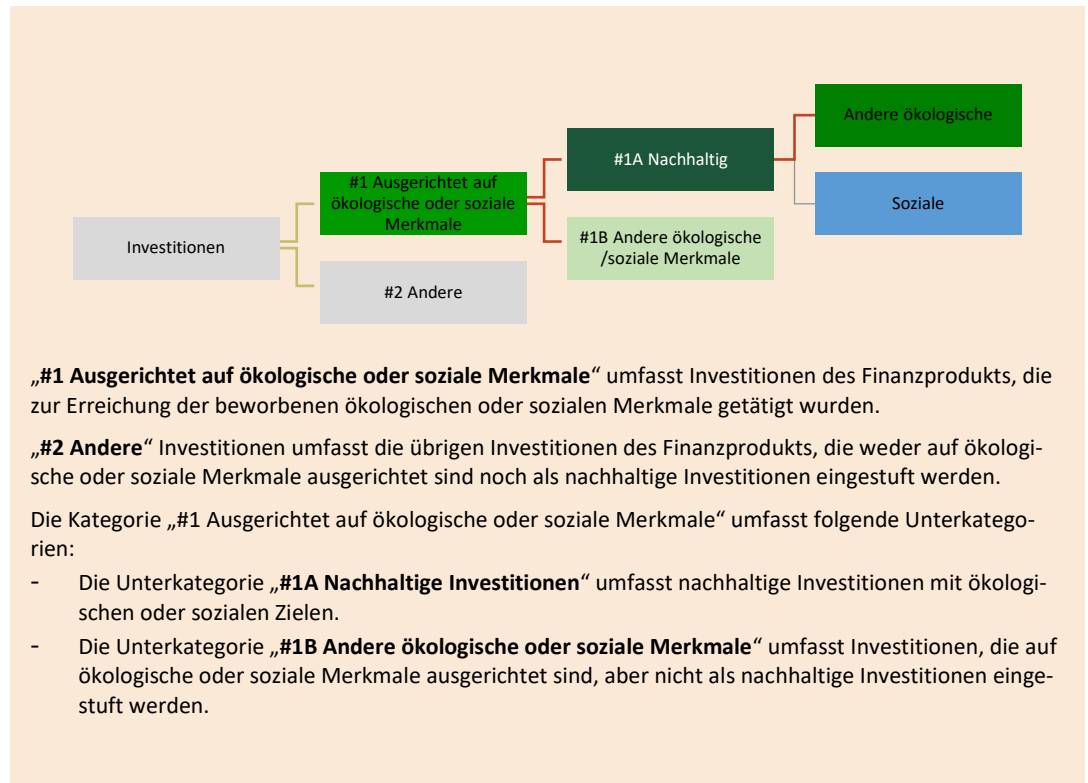 Andere ökologische
#1A Nachhaltig
#1 Ausgerichtet auf
ökologische oder soziale
Merkmale
Soziale
Investitionen
#1B Andere ökologische
/soziale Merkmale
#2 Andere
„#1 Ausgerichtet auf ökologische oder soziale Merkmale“ umfasst Investitionen des Finanzprodukts, die
zur Erreichung der beworbenen ökologischen oder sozialen Merkmale getätigt wurden.
„#2 Andere“ Investitionen umfasst die übrigen Investitionen des Finanzprodukts, die weder auf ökologi-
sche oder soziale Merkmale ausgerichtet sind noch als nachhaltige Investitionen eingestuft werden.
Die Kategorie „#1 Ausgerichtet auf ökologische oder soziale Merkmale“ umfasst folgende Unterkatego-
rien:
- Die Unterkategorie „#1A Nachhaltige Investitionen“ umfasst nachhaltige Investitionen mit ökologi-
schen oder sozialen Zielen.
- Die Unterkategorie „#1B Andere ökologische oder soziale Merkmale“ umfasst Investitionen, die auf
ökologische oder soziale Merkmale ausgerichtet sind, aber nicht als nachhaltige Investitionen einge-
stuft werden.